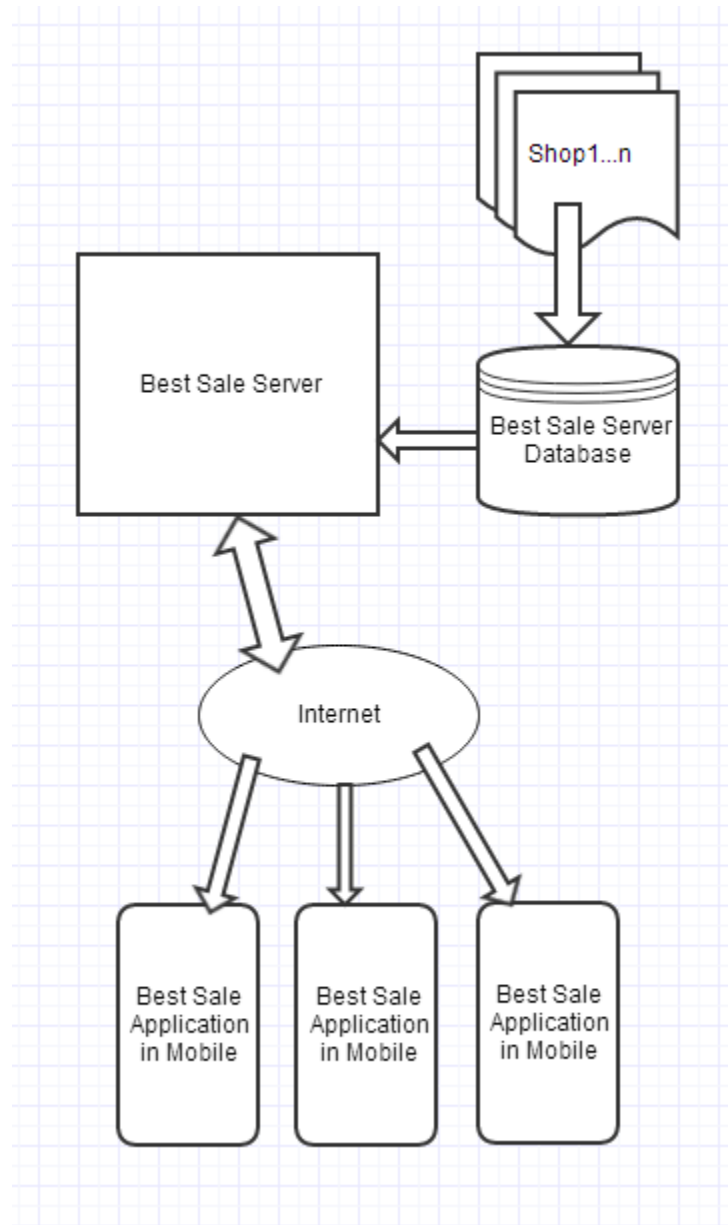 Shop1...n
Best Sale Server
Best Sale Server
Database
Internet
Best Sale
Application
in Mobile
Best Sale
Application
in Mobile
Best Sale
Application
in Mobile